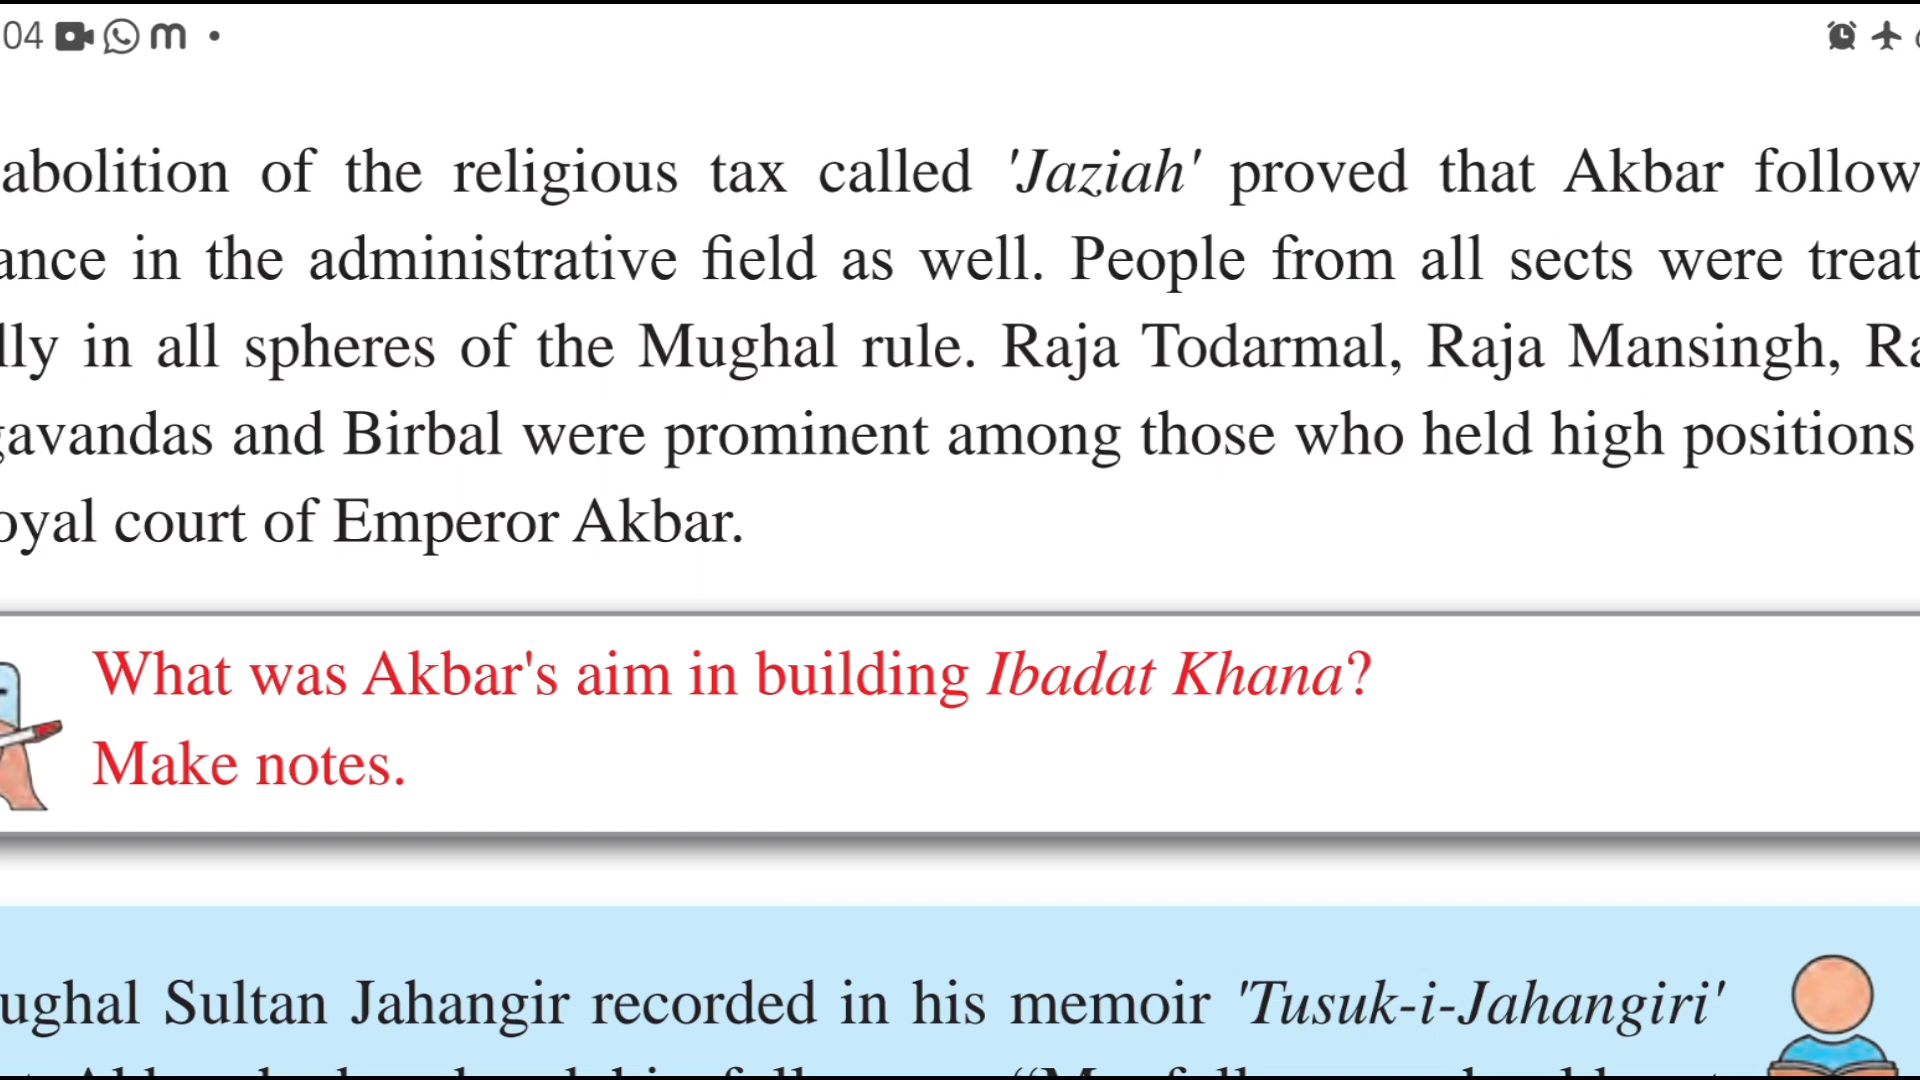 04
abolition of the religious tax called 'Jaziah' proved that Akbar follow
ance in the administrative field as well. People from all sects were treat
lly in all spheres of the Mughal rule. Raja Todarmal, Raja Mansingh, Ra
gavandas and Birbal were prominent among those who held high positions
oyal court of Emperor Akbar.
What was Akbar's aim in building Ibadat Khana?
Make notes.
ughal Sultan Jahangir recorded in his memoir 'Tusuk-i-Jahangiri'